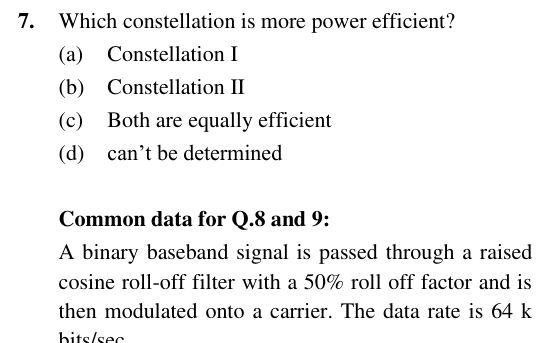 7. Which constellation is more power efficient?
(a) Constellation I
(b) Constellation II
(c) Both are equally efficient
(d) can’t be determined
Common data for Q.8 and 9:
A binary baseband signal is passed through a raised
cosine roll-off filter with a 50% roll off factor and is
then modulated onto a carrier. The data rate is 64 k
bits/sec